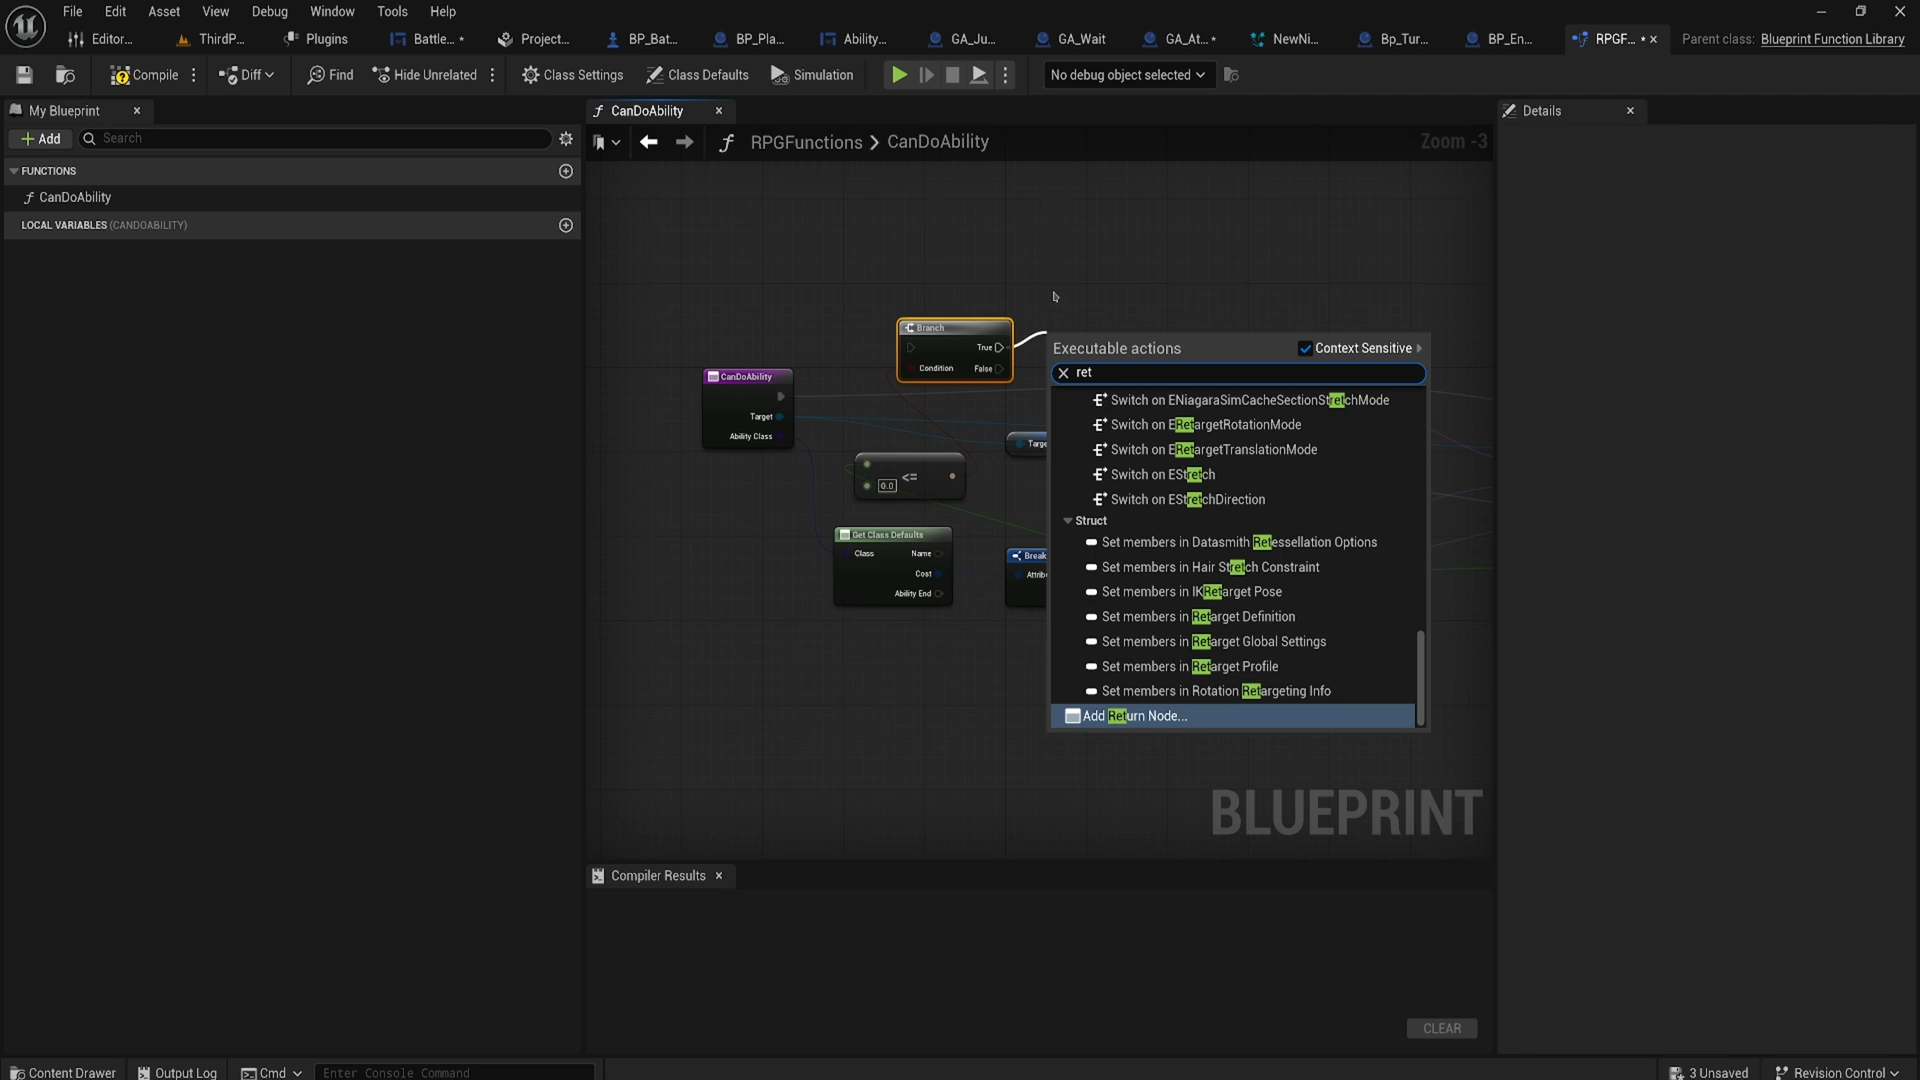 File Edit Asset View Debug Window Tools Help
Editor... ThirdP... Plugins Battle... * Project... BP_Bat... BP_Pla... Ability... GA_Ju... GA_Wait GA_At... * NewNi... Bp_Tur... BP_En... RPGF... * Parent class: Blueprint Function Library
Compile Diff Find Hide Unrelated Class Settings Class Defaults Simulation No debug object selected
My Blueprint
CanDoAbility
Details
Add Search
RPGFunctions > CanDoAbility
Zoom -3
FUNCTIONS
CanDoAbility
LOCAL VARIABLES (CANDOABILITY)
Branch
True
Condition False
CanDoAbility
Target
Ability Class
0.0 <=
Get Class Defaults
Class Name
Cost
Ability End
Targe
Break
Attrib
Executable actions Context Sensitive
ret
Switch on ENiagaraSimCacheSectionStretchMode
Switch on ERetargetRotationMode
Switch on ERetargetTranslationMode
Switch on EStretch
Switch on EStretchDirection
Struct
Set members in Datasmith Retessellation Options
Set members in Hair Stretch Constraint
Set members in IKRetarget Pose
Set members in Retarget Definition
Set members in Retarget Global Settings
Set members in Retarget Profile
Set members in Rotation Retargeting Info
Add Return Node...
BLUEPRINT
Compiler Results
CLEAR
Content Drawer Output Log Cmd Enter Console Command 3 Unsaved Revision Control